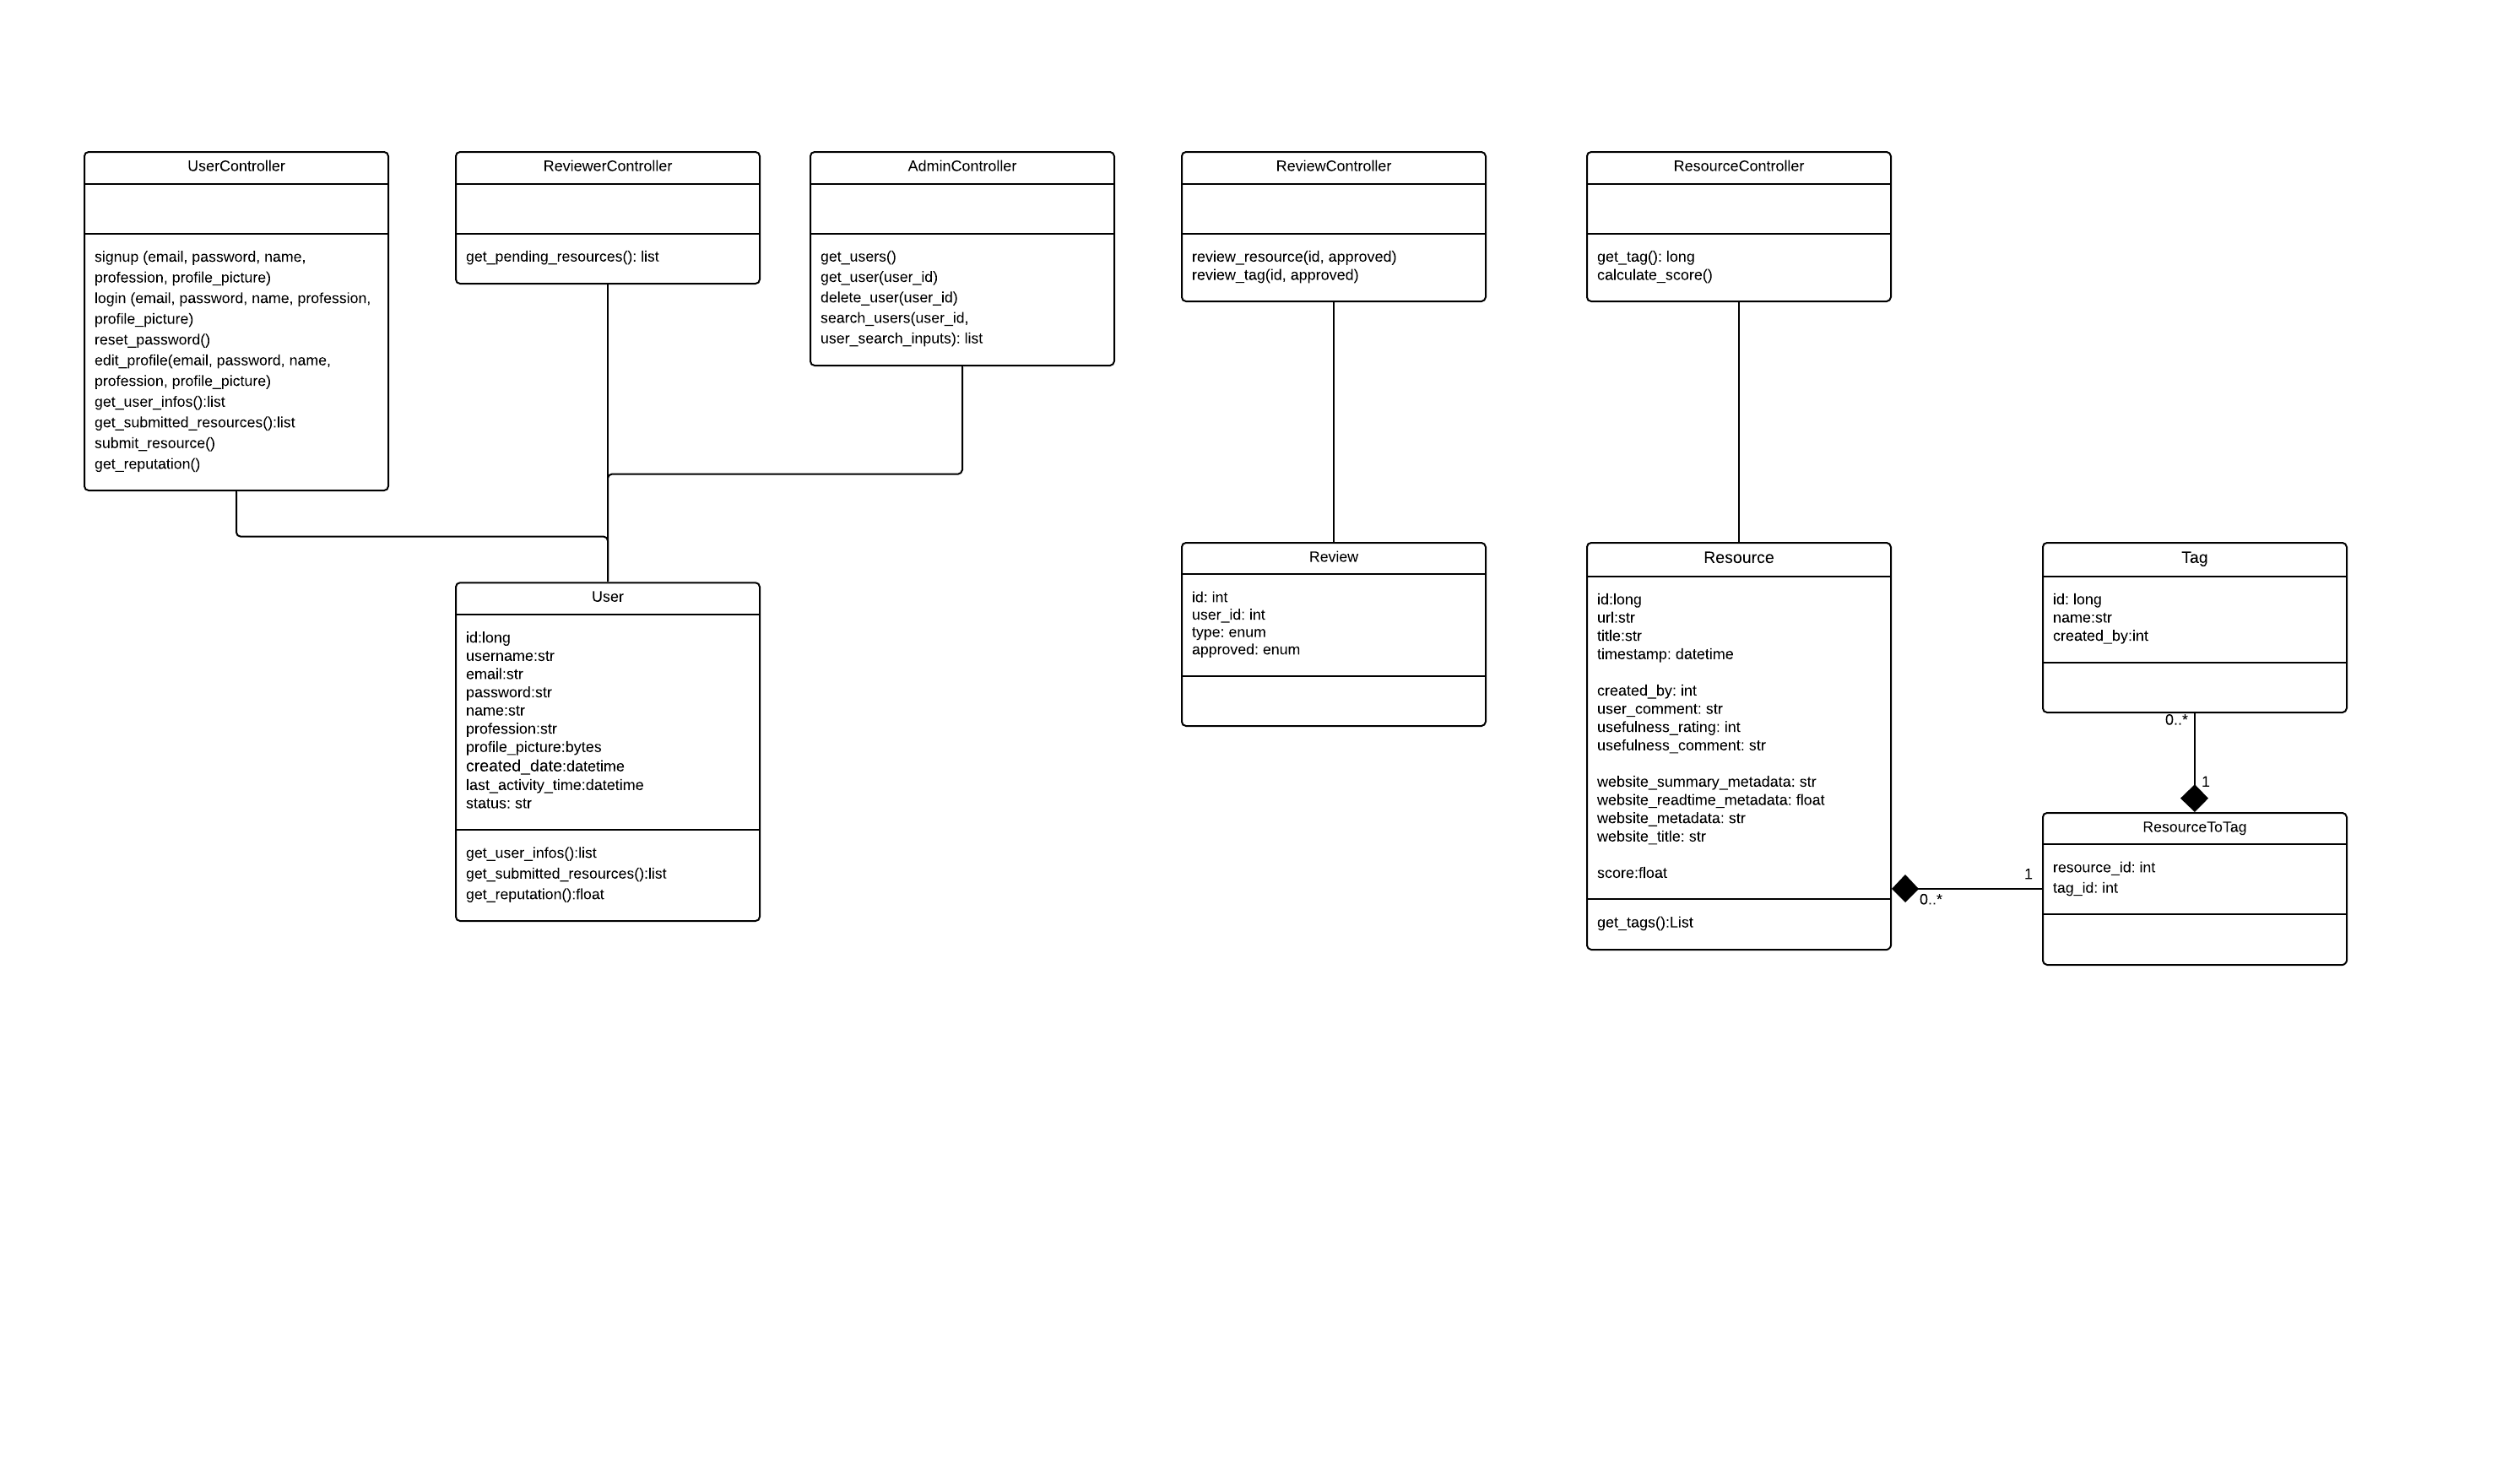 UserController
signup (email, password, name,
profession, profile_picture)
login (email, password, name, profession,
profile_picture)
reset_password()
edit_profile(email, password, name,
profession, profile_picture)
get_user_infos():list
get_submitted_resources():list
submit_resource()
get_reputation()
ReviewerController
get_pending_resources(): list
AdminController
get_users()
get_user(user_id)
delete_user(user_id)
search_users(user_id,
user_search_inputs): list
ReviewController
review_resource(id, approved)
review_tag(id, approved)
ResourceController
get_tag(): long
calculate_score()
User
id:long
username:str
email:str
password:str
name:str
profession:str
profile_picture:bytes
created_date:datetime
last_activity_time:datetime
status: str
get_user_infos():list
get_submitted_resources():list
get_reputation():float
Review
id: int
user_id: int
type: enum
approved: enum
Resource
id:long
url:str
title:str
timestamp: datetime
created_by: int
user_comment: str
usefulness_rating: int
usefulness_comment: str
website_summary_metadata: str
website_readtime_metadata: float
website_metadata: str
website_title: str
score:float
get_tags():List
Tag
id: long
name:str
created_by:int
0..*
1
ResourceToTag
resource_id: int
tag_id: int
1
0..*